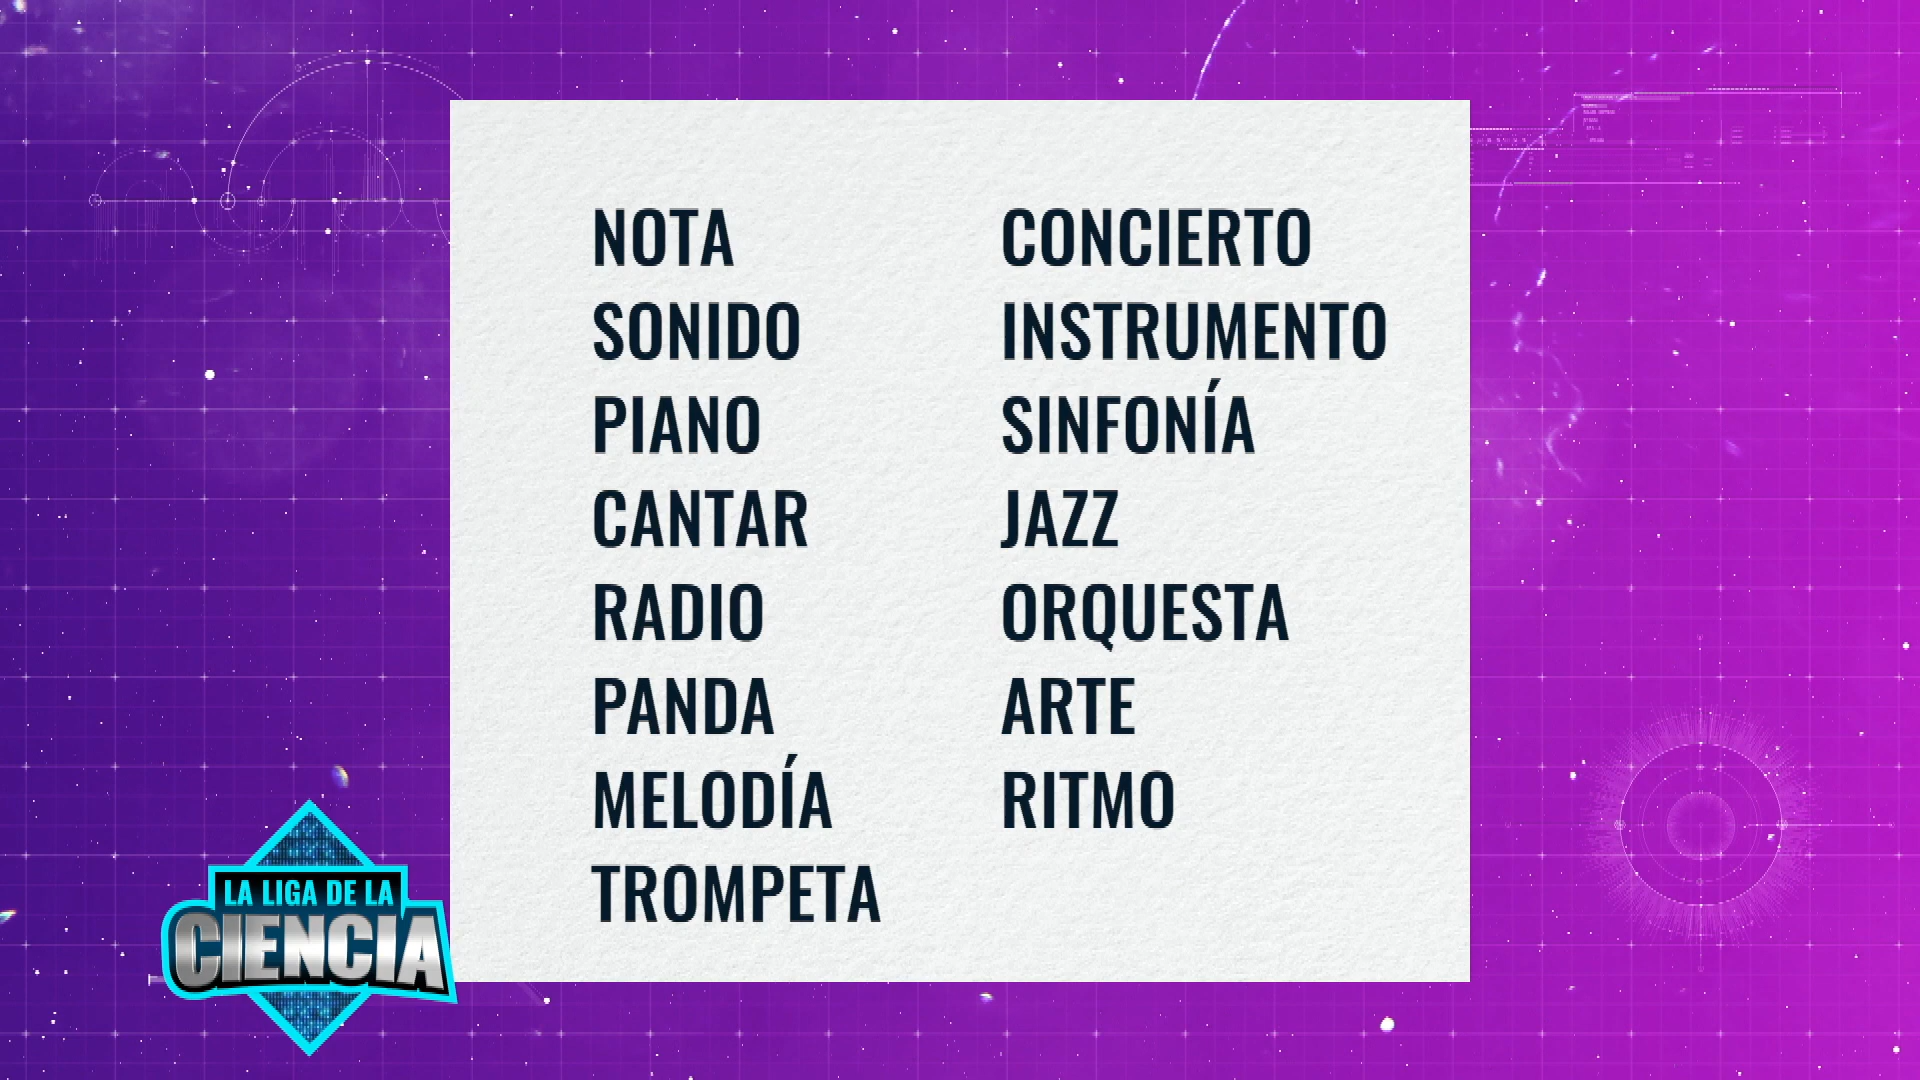 NOTA
SONIDO
PIANO
CANTAR
RADIO
PANDA
MELODÍA
TROMPETA
CONCIERTO
INSTRUMENTO
SINFONÍA
JAZZ
ORQUESTA
ARTE
RITMO
LA LIGA DE LA
CIENCIA